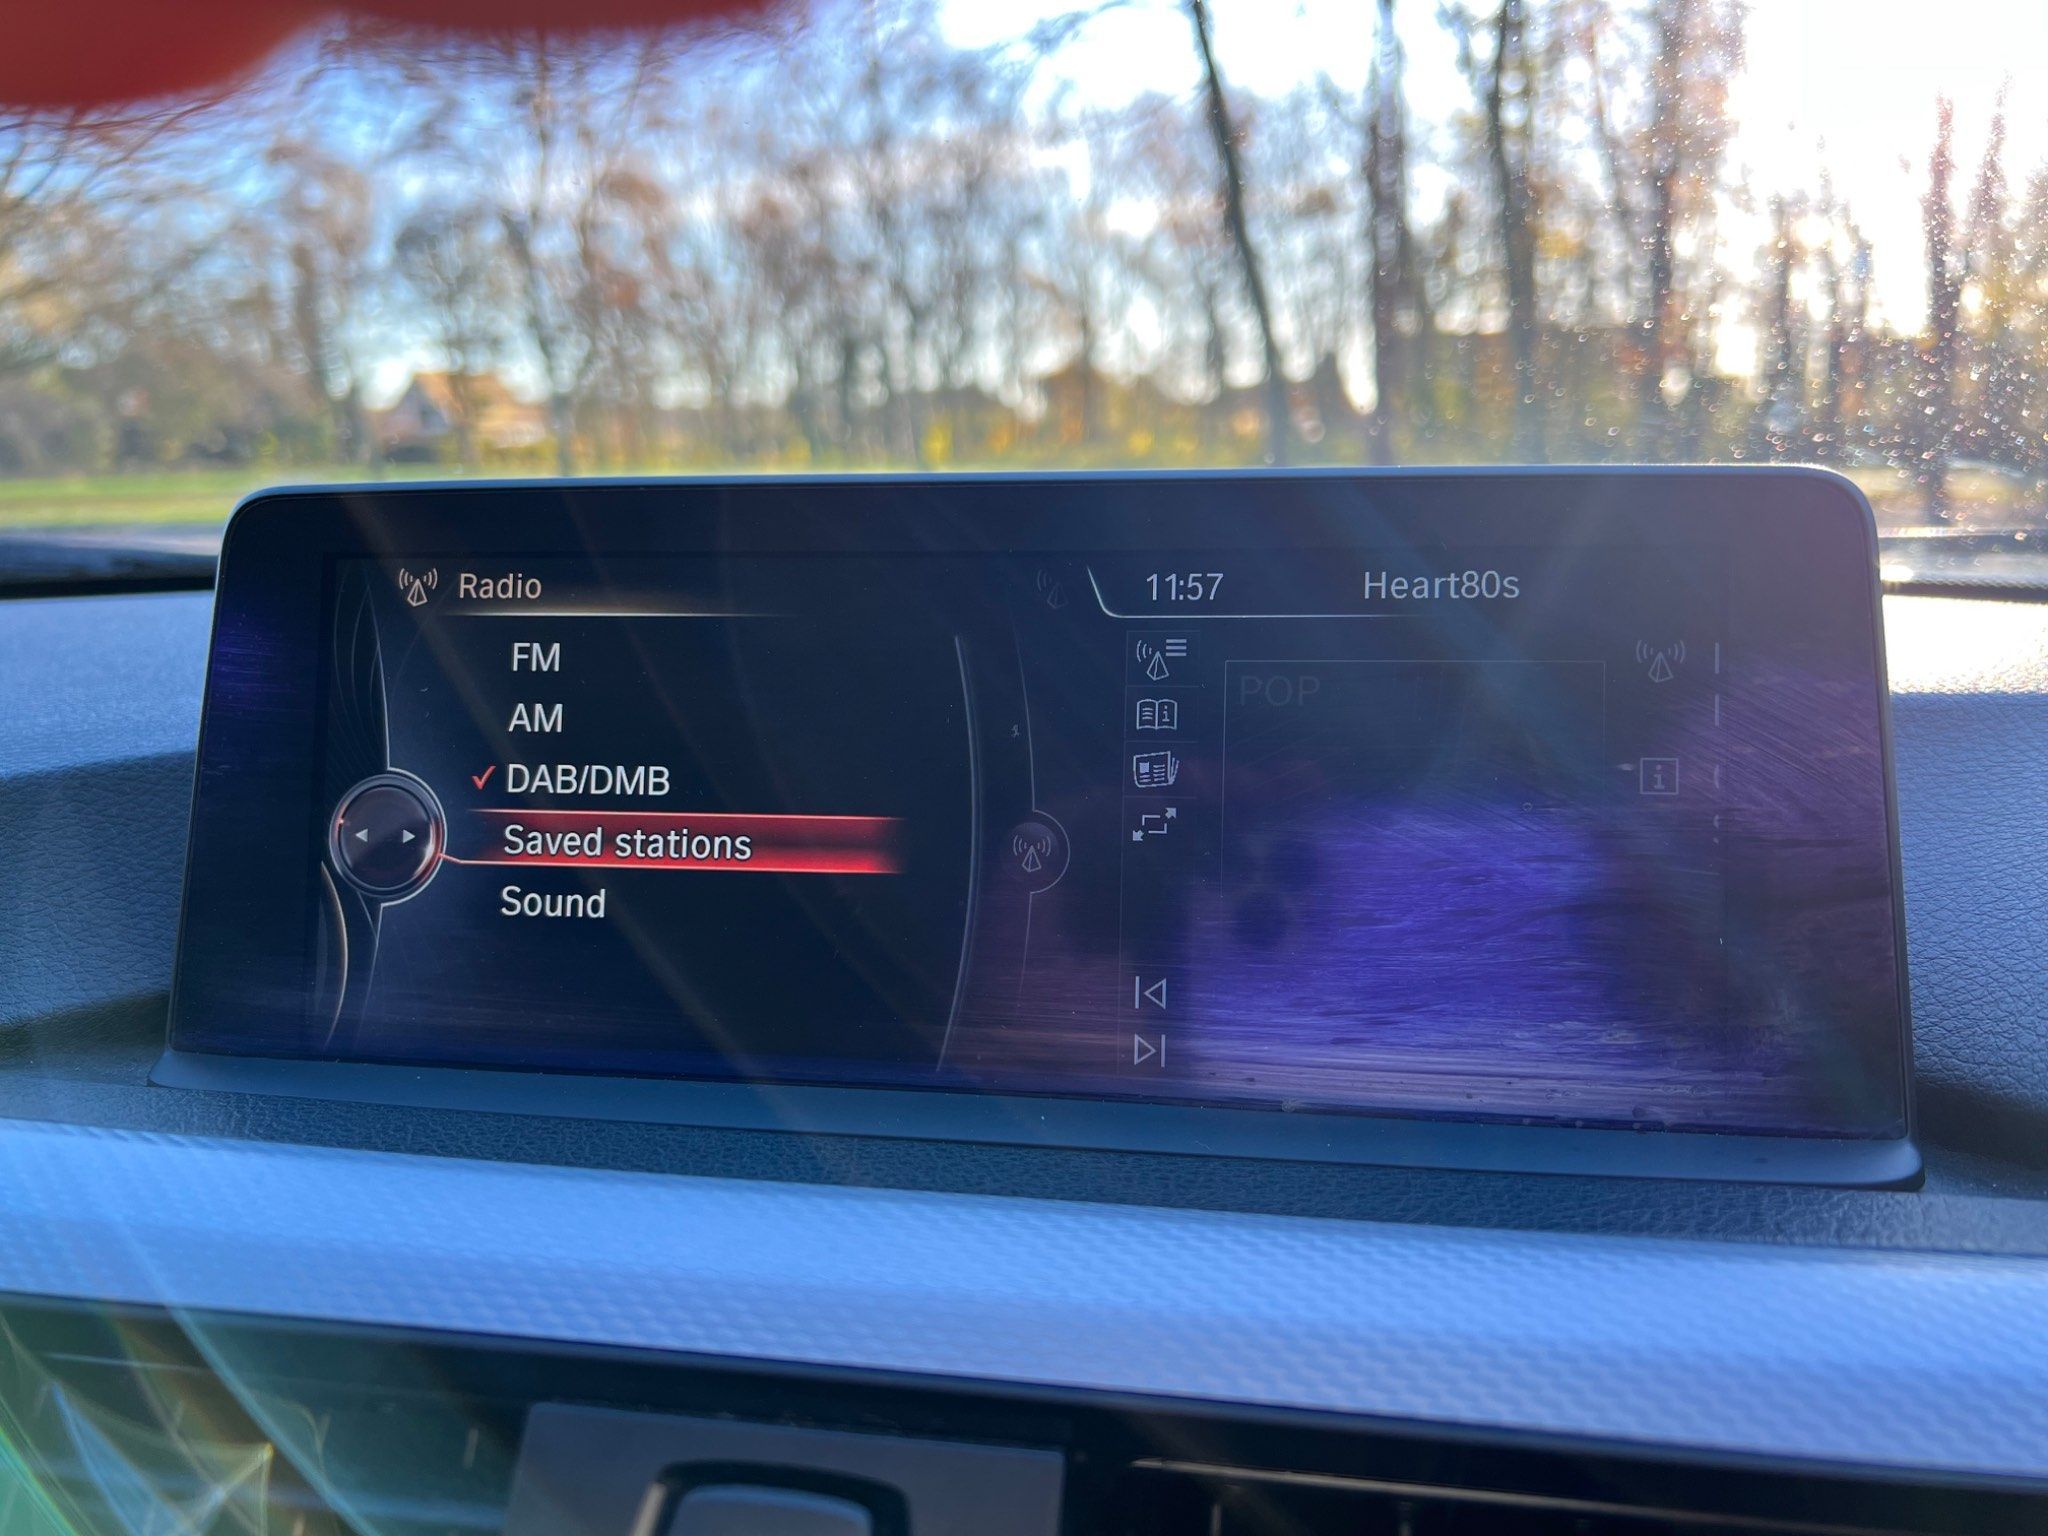 Radio
11:57
Heart80s
FM
AM
DAB/DMB
Saved stations
Sound
POP